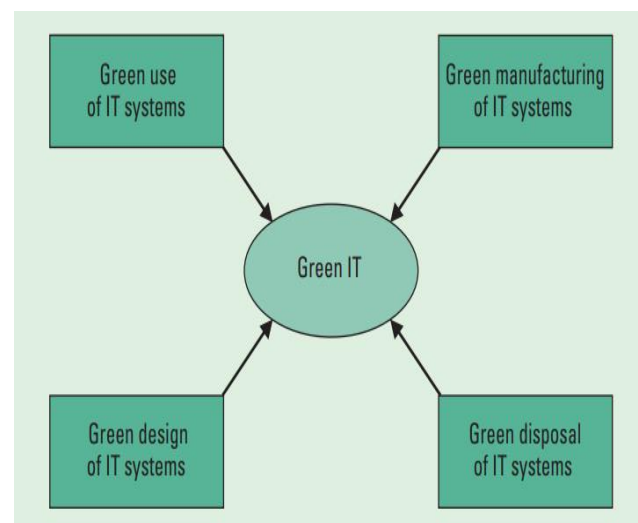 Green use
of IT systems
Green manufacturing
of IT systems
Green IT
Green design
of IT systems
Green disposal
of IT systems